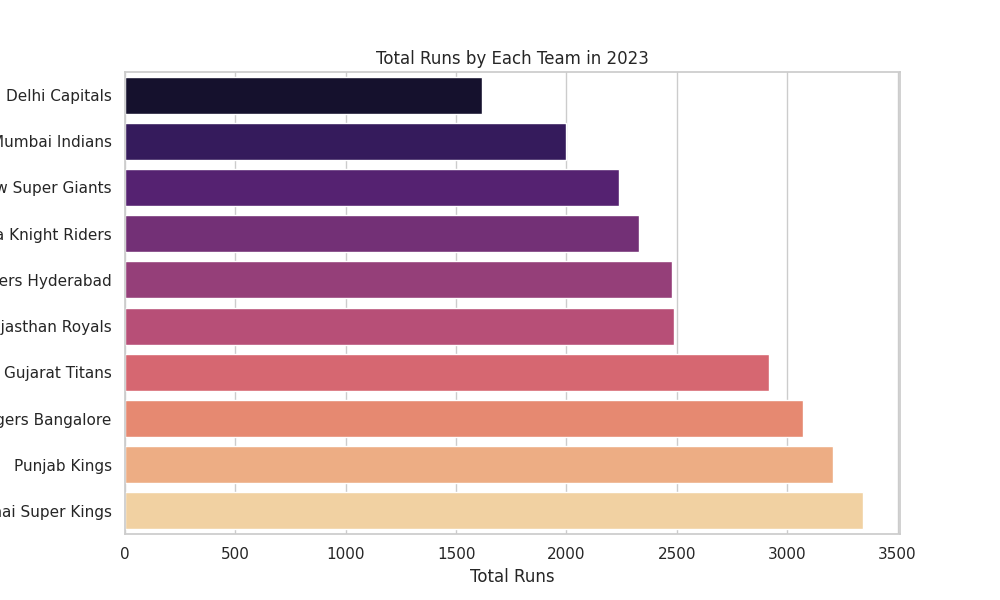 Total Runs by Each Team in 2023
Delhi Capitals
Mumbai Indians
w Super Giants
a Knight Riders
ers Hyderabad
jasthan Royals
Gujarat Titans
gers Bangalore
Punjab Kings
ai Super Kings
0 500 1000 1500 2000 2500 3000 3500
Total Runs